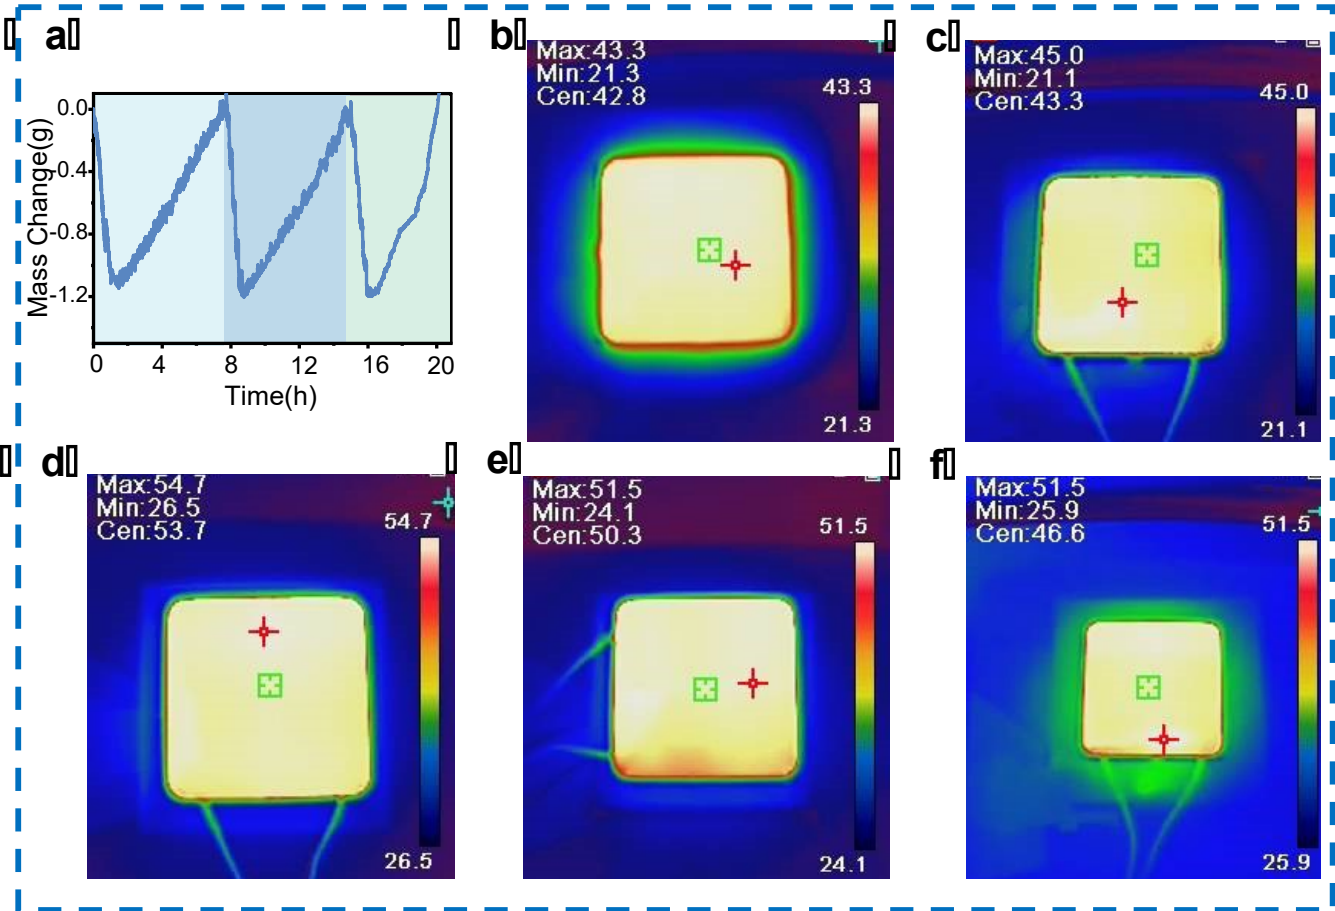 a
Mass Change(g)
0.0
-0.4
-0.8
-1.2
0 4 8 12 16 20
Time(h)
b
Max:43.3
Min:21.3
Cen:42.8
43.3
21.3
c
Max:45.0
Min:21.1
Cen:43.3
45.0
21.1
d
Max:54.7
Min:26.5
Cen:53.7
54.7
26.5
e
Max:51.5
Min:24.1
Cen:50.3
51.5
24.1
f
Max:51.5
Min:25.9
Cen:46.6
51.5
25.9